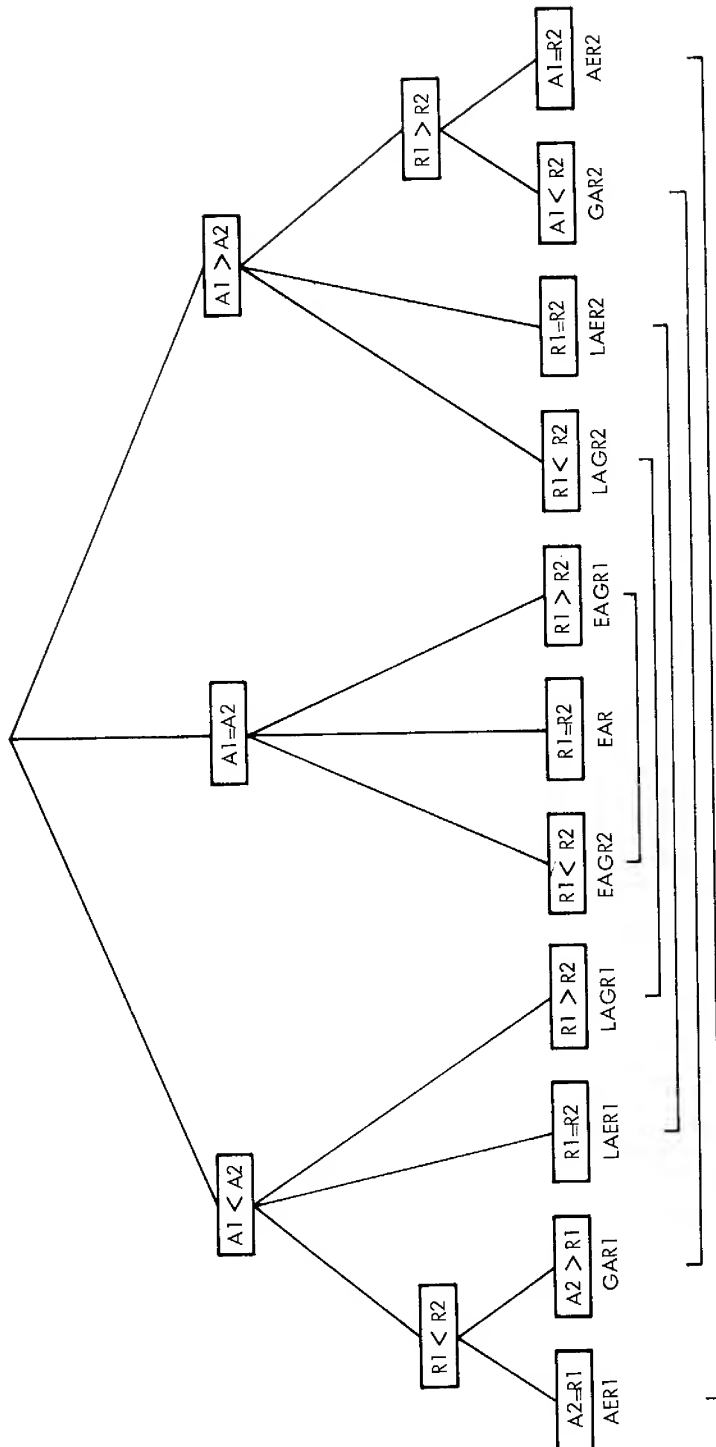 A1 < A2
A1=A2
A1 > A2
R1 < R2
R1 > R2
A2=R1
A2 > R1
R1=R2
R1 > R2
R1 < R2
R1=R2
R1 > R2
R1 < R2
R1=R2
A1 < R2
A1=R2
AER1
GAR1
LAER1
LAGR1
EAGR2
EAR
EAGR1
LAGR2
LAER2
GAR2
AER2